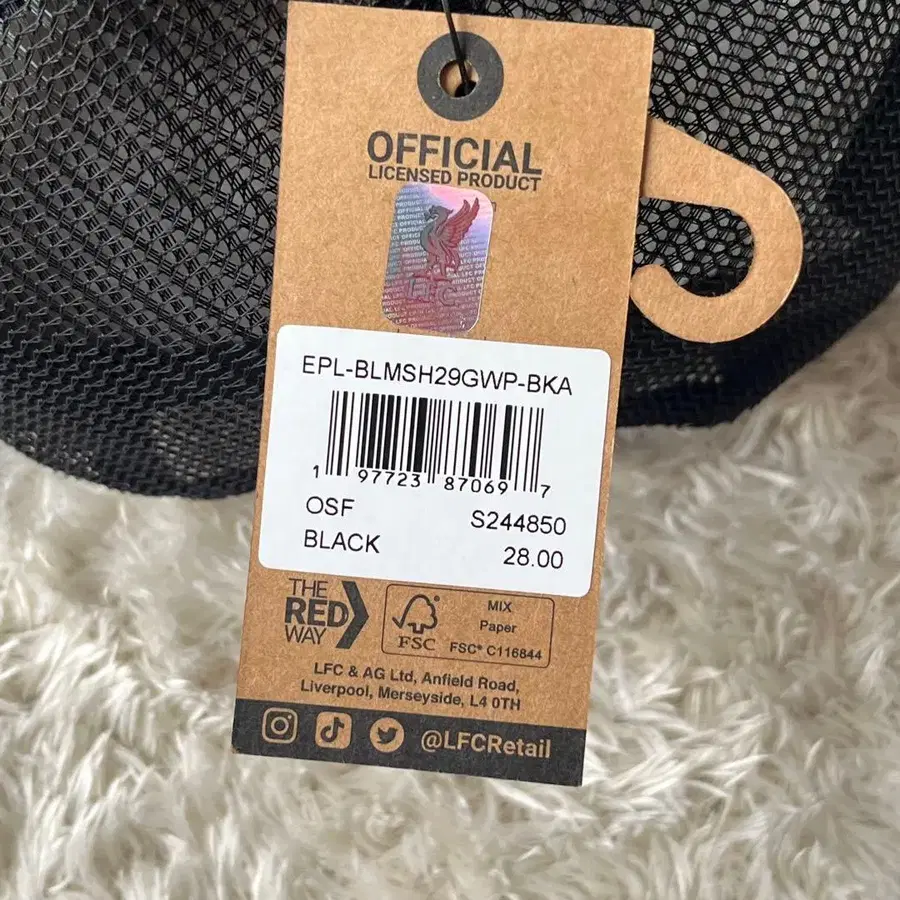 OFFICIAL
LICENSED PRODUCT
LFC
EPL-BLMSH29GWP-BKA
1 97723 87069 7
OSF S244850
BLACK 28.00
THE
RED
WAY
FSC
MIX
Paper
FSC® C116844
LFC & AG Ltd, Anfield Road,
Liverpool, Merseyside, L4 0TH
@LFCRetail